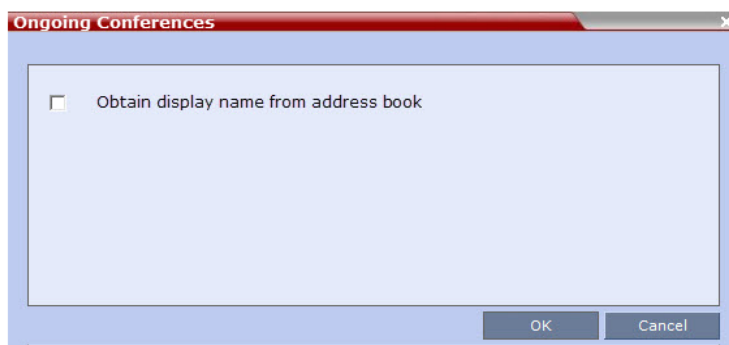 Ongoing Conferences
Obtain display name from address book
OK Cancel